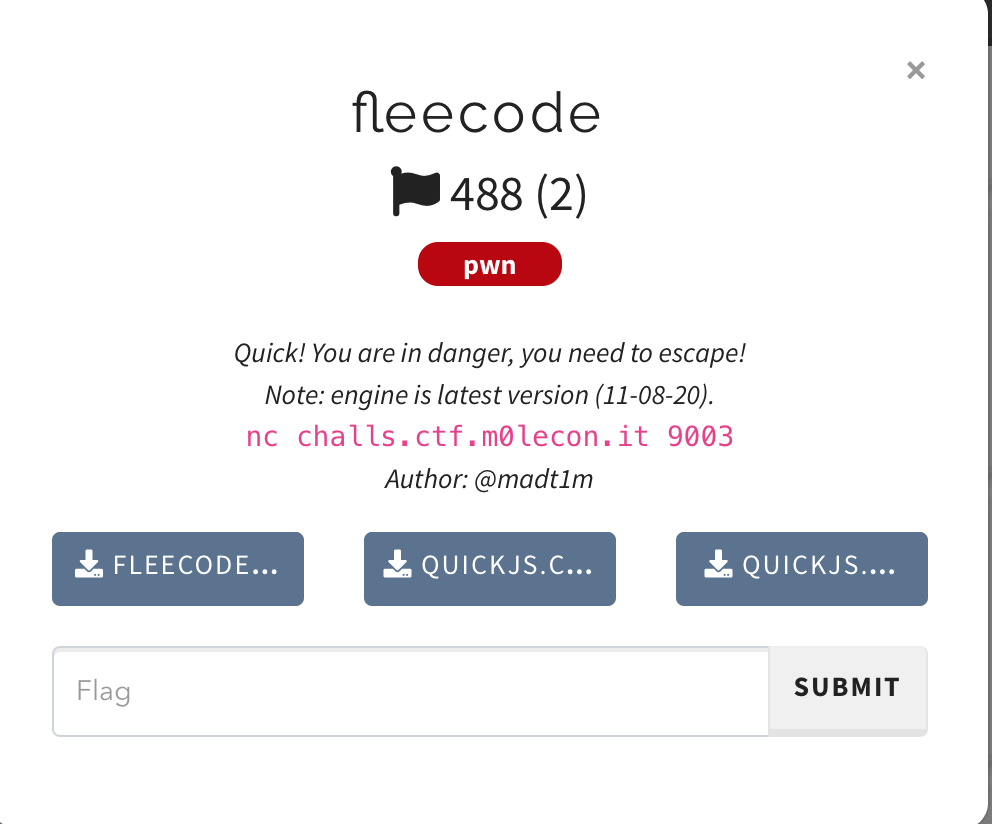 ×
fleecode
488 (2)
pwn
Quick! You are in danger, you need to escape!
Note: engine is latest version (11-08-20).
nc challs.ctf.m0lecon.it 9003
Author: @madt1m
FLEECODE... QUICKJS.C... QUICKJS....
Flag SUBMIT